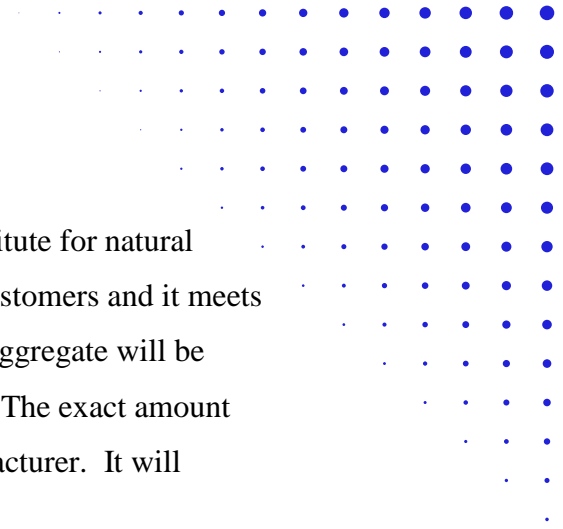 itute for natural
stomers and it meets
ggregate will be
The exact amount
acturer. It will